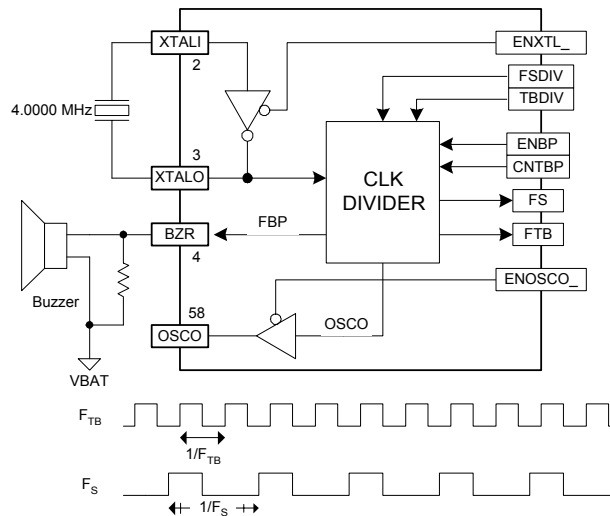 XTALI
2
ENXTL_
FSDIV
TBDIV
4.0000 MHz
3
XTALO
CLK
DIVIDER
ENBP
CNTBP
FS
FTB
BZR
4
FBP
Buzzer
ENOSCO_
58
OSCO
OSCO
VBAT
FTB
1/FTB
FS
1/FS